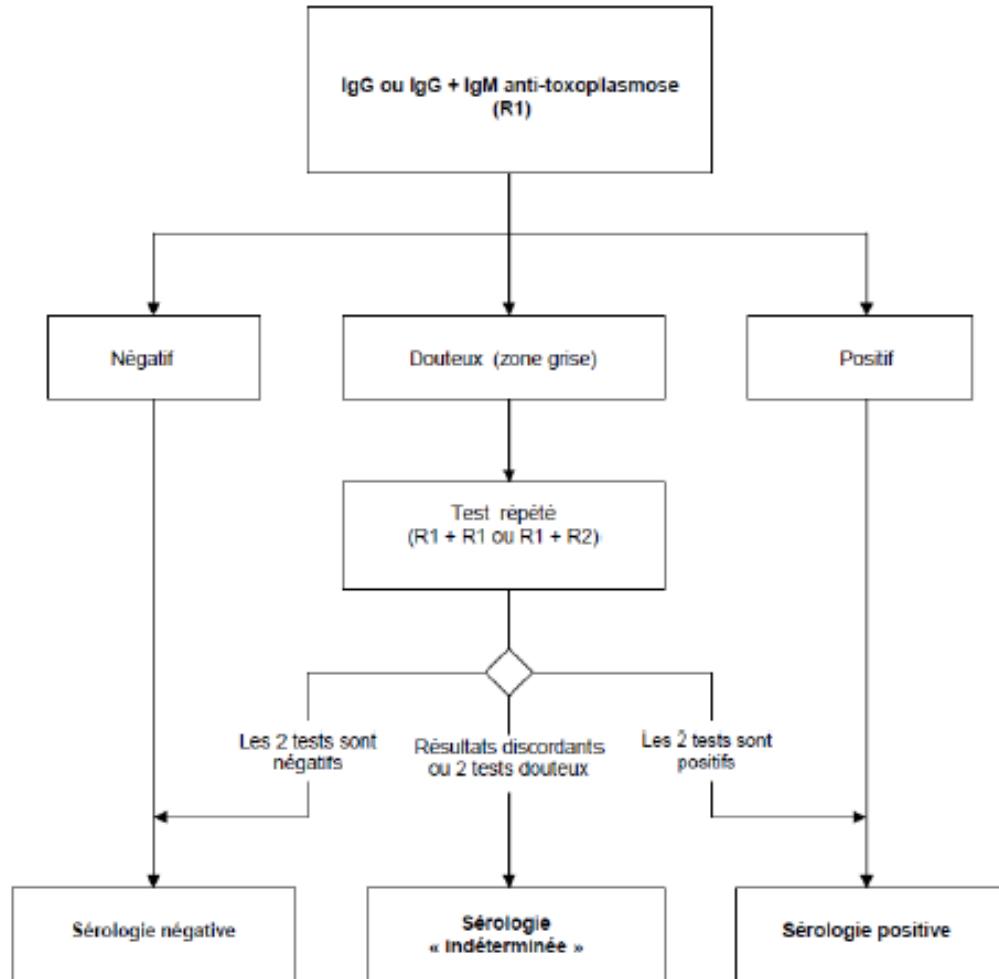 IgG ou IgG + IgM anti-toxoplasmose
(R1)
Négatif
Douteux (zone grise)
Positif
Test répété
(R1 + R1 ou R1 + R2)
Les 2 tests sont
négatifs
Résultats discordants
ou 2 tests douteux
Les 2 tests sont
positifs
Sérologie négative
Sérologie
« indéterminée »
Sérologie positive